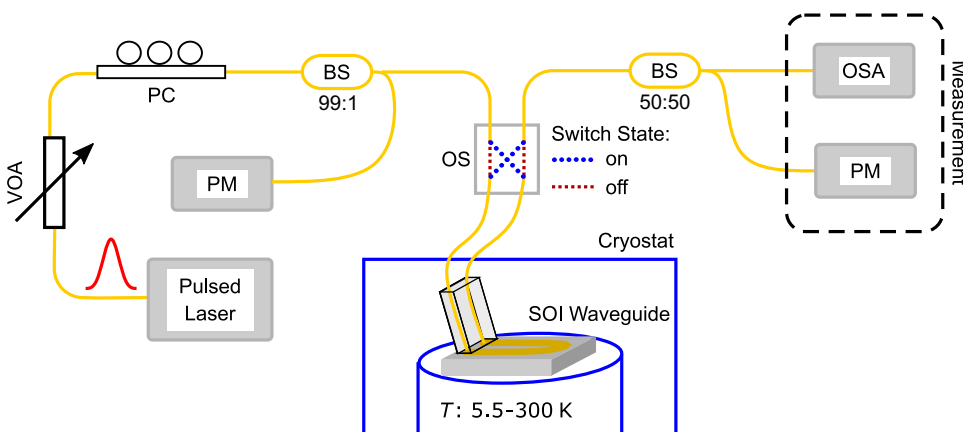 PC
BS
99:1
BS
50:50
OSA
PM
Measurement
VOA
PM
OS
Switch State:
on
off
Pulsed
Laser
Cryostat
SOI Waveguide
T: 5.5-300 K